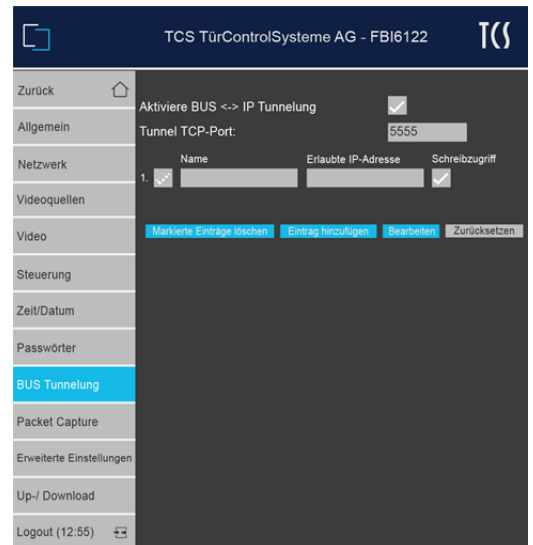 TCS TürControlSysteme AG - FBI6122
TCS
Zurück
Allgemein
Netzwerk
Videoquellen
Video
Steuerung
Zeit/Datum
Passwörter
BUS Tunnelung
Packet Capture
Erweiterte Einstellungen
Up-/ Download
Logout (12:55)
Aktiviere BUS <-> IP Tunnelung
Tunnel TCP-Port: 5555
Name Erlaubte IP-Adresse Schreibzugriff
1.
Markierte Einträge löschen Eintrag hinzufügen Bearbeiten Zurücksetzen